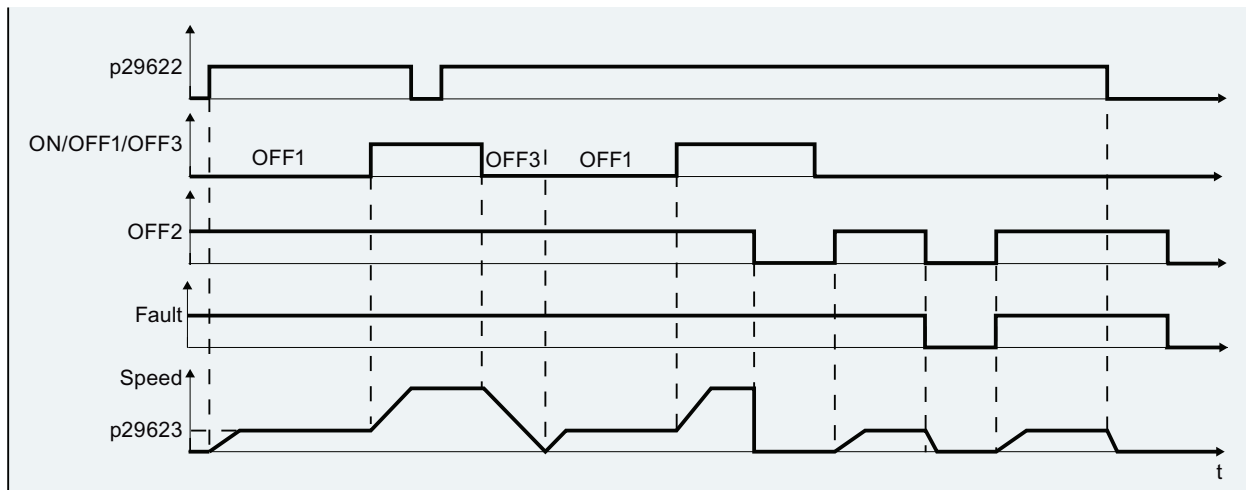 p29622
ON/OFF1/OFF3
OFF1
OFF3
OFF1
OFF2
Fault
Speed
p29623
t